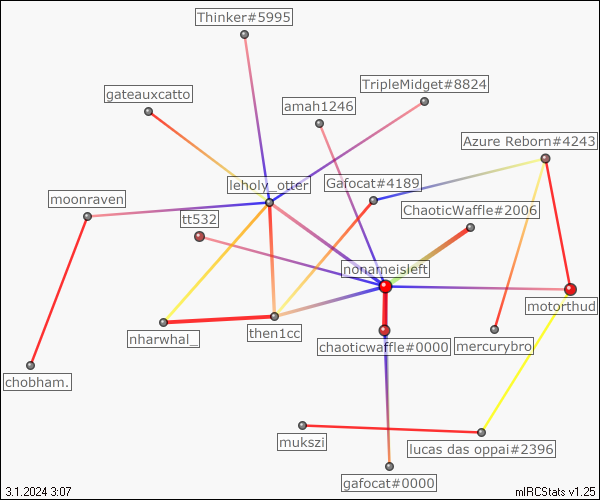 Thinker#5995
TripleMidget#8824
gateauxcatto
amah1246
Azure Reborn#4243
leholy_otter
Gafocat#4189
moonraven
ChaoticWaffle#2006
tt532
nonameisleft
motorthud
nharwhal_
then1cc
chaoticwaffle#0000
mercurybro
chobham.
mukszi
lucas das oppai#2396
gafocat#0000
3.1.2024 3:07
mIRCStats v1.25